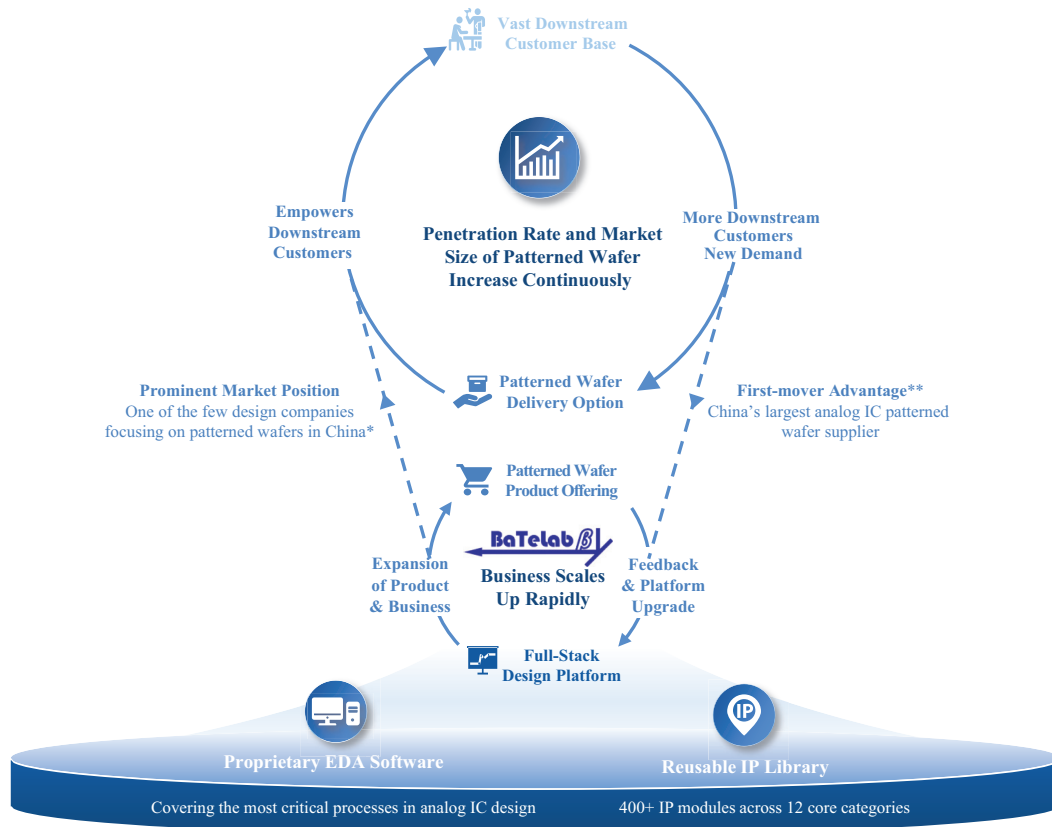 Vast Downstream
Customer Base
Empowers
Downstream
Customers
Penetration Rate and Market
Size of Patterned Wafer
Increase Continuously
More Downstream
Customers
New Demand
Prominent Market Position
One of the few design companies
focusing on patterned wafers in China*
Patterned Wafer
Delivery Option
First-mover Advantage**
China's largest analog IC patterned
wafer supplier
Patterned Wafer
Product Offering
BaTeLab β
Expansion
of Product
& Business
Business Scales
Up Rapidly
Feedback
& Platform
Upgrade
Full-Stack
Design Platform
IP
Proprietary EDA Software
Reusable IP Library
Covering the most critical processes in analog IC design
400+ IP modules across 12 core categories